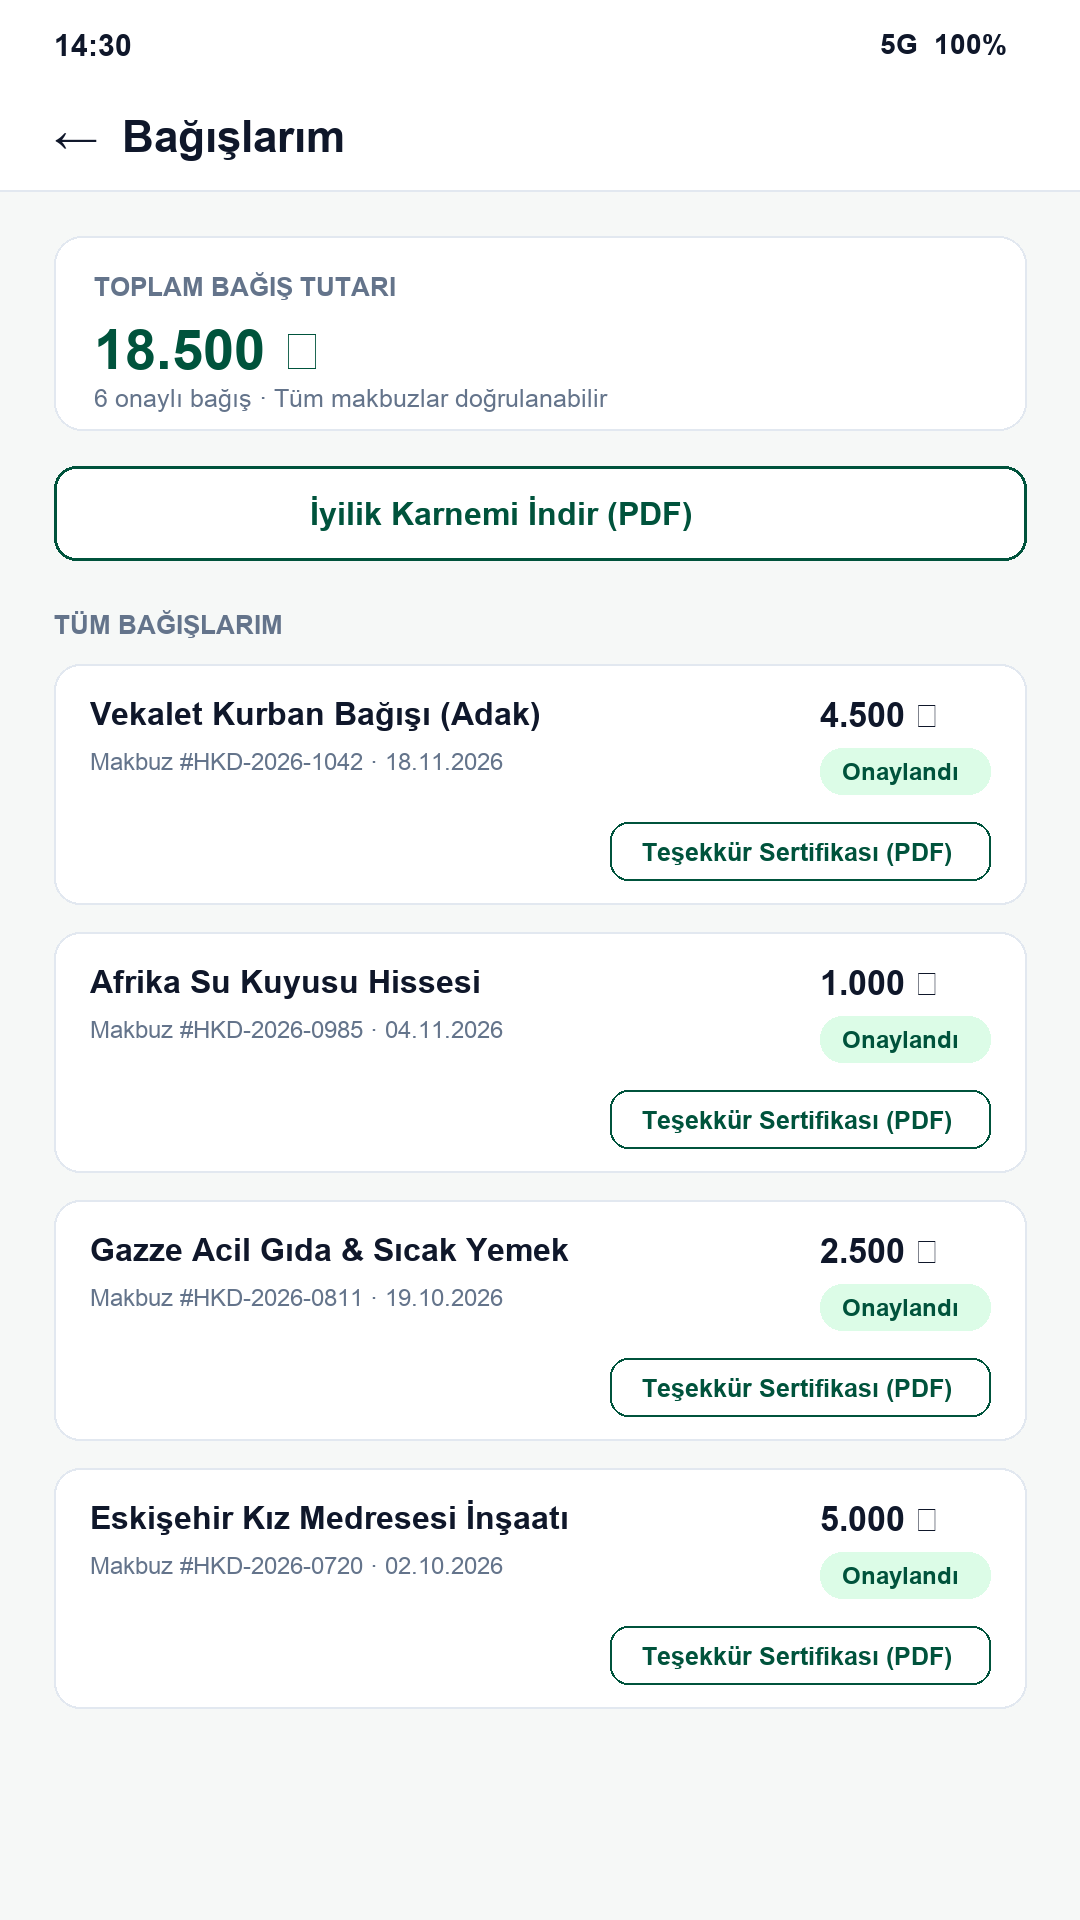 14:30 5G 100%
← Bağışlarım
TOPLAM BAĞIŞ TUTARI
18.500 □
6 onaylı bağış · Tüm makbuzlar doğrulanabilir
İyilik Karnemi İndir (PDF)
TÜM BAĞIŞLARIM
Vekalet Kurban Bağışı (Adak) 4.500 □
Makbuz #HKD-2026-1042 · 18.11.2026 Onaylandı
Teşekkür Sertifikası (PDF)
Afrika Su Kuyusu Hissesi 1.000 □
Makbuz #HKD-2026-0985 · 04.11.2026 Onaylandı
Teşekkür Sertifikası (PDF)
Gazze Acil Gıda & Sıcak Yemek 2.500 □
Makbuz #HKD-2026-0811 · 19.10.2026 Onaylandı
Teşekkür Sertifikası (PDF)
Eskişehir Kız Medresesi İnşaatı 5.000 □
Makbuz #HKD-2026-0720 · 02.10.2026 Onaylandı
Teşekkür Sertifikası (PDF)